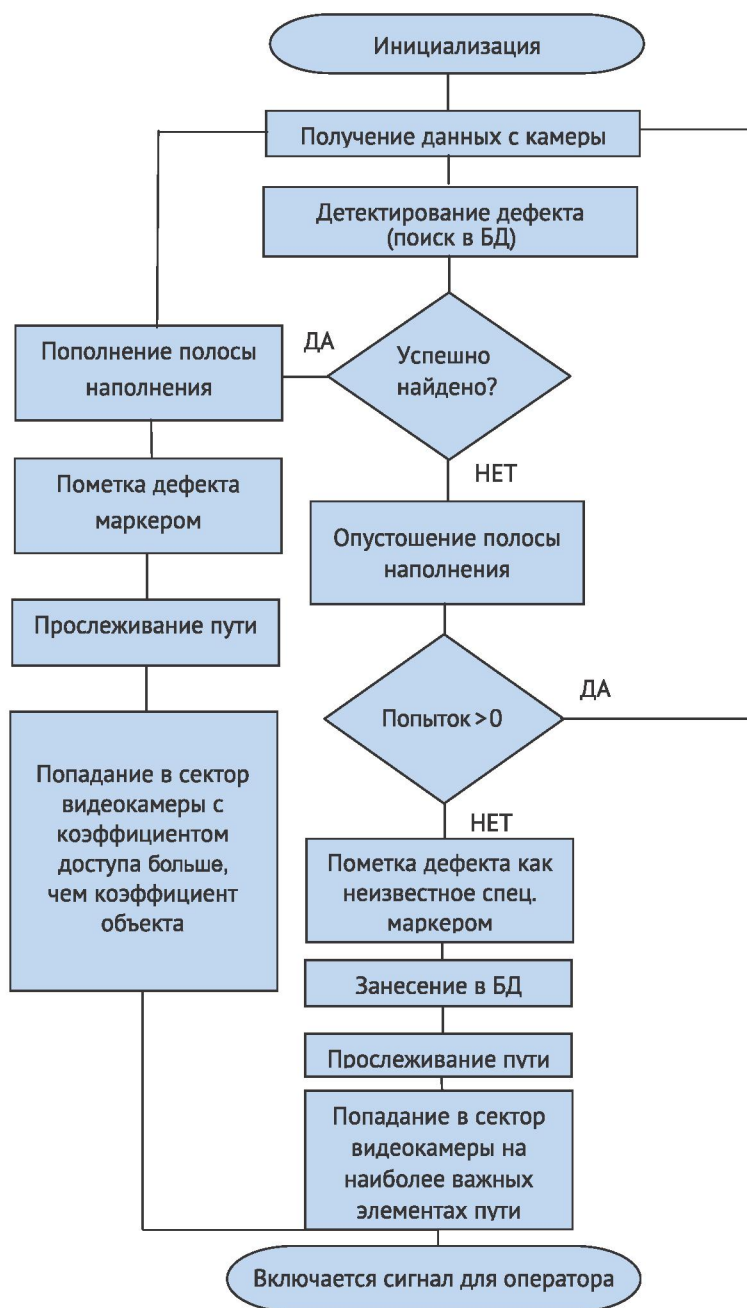 Инициализация
Получение данных с камеры
Детектирование дефекта
(поиск в БД)
Успешно
найдено?
ДА
Пополнение полосы
наполнения
Пометка дефекта
маркером
Прослеживание пути
Попадание в сектор
видеокамеры с
коэффициентом
доступа больше,
чем коэффициент
объекта
НЕТ
Опустошение полосы
наполнения
Попыток>0
ДА
НЕТ
Пометка дефекта как
неизвестное спец.
маркером
Занесение в БД
Прослеживание пути
Попадание в сектор
видеокамеры на
наиболее важных
элементах пути
Включается сигнал для оператора